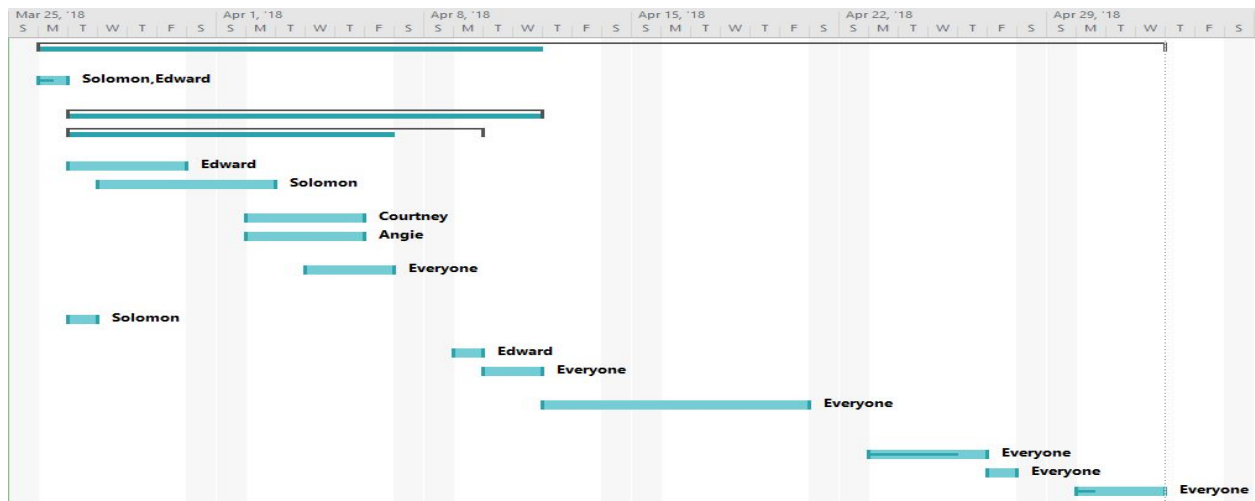 Mar 25, '18 Apr 1, '18 Apr 8, '18 Apr 15, '18 Apr 22, '18 Apr 29, '18
S M T W T F S S M T W T F S S M T W T F S S M T W T F S S M T W T F S S M T W T F S
Solomon,Edward
Edward
Solomon
Courtney
Angie
Everyone
Solomon
Edward
Everyone
Everyone
Everyone
Everyone
Everyone